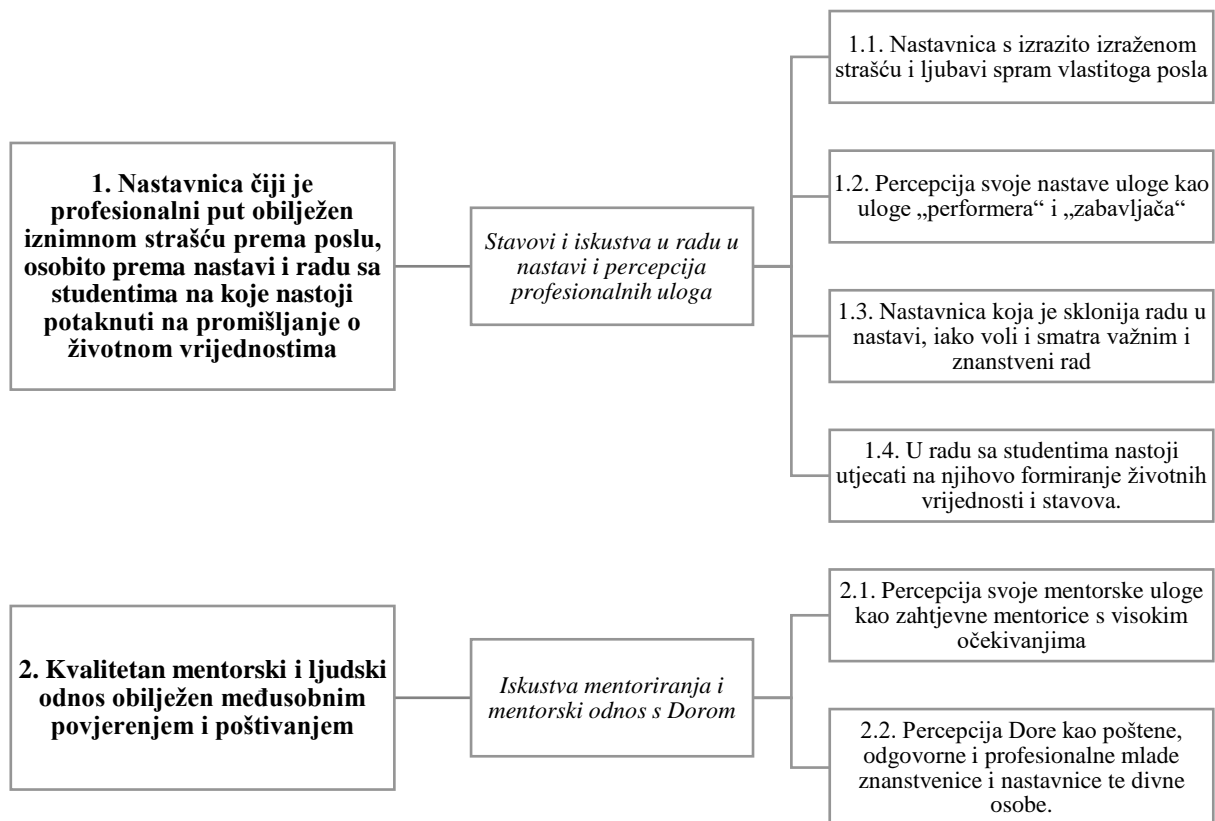 1. Nastavnica čiji je
profesionalni put obilježen
iznimnom strašću prema poslu,
osobito prema nastavi i radu sa
studentima na koje nastoji
potaknuti na promišljanje o
životnom vrijednostima
Stavovi i iskustva u radu u
nastavi i percepcija
profesionalnih uloga
1.1. Nastavnica s izrazito izraženom
strašću i ljubavi spram vlastitoga posla
1.2. Percepcija svoje nastave uloge kao
uloge „performera“ i „zabavljača“
1.3. Nastavnica koja je sklonija radu u
nastavi, iako voli i smatra važnim i
znanstveni rad
1.4. U radu sa studentima nastoji
utjecati na njihovo formiranje životnih
vrijednosti i stavova.
2. Kvalitetan mentorski i ljudski
odnos obilježen međusobnim
povjerenjem i poštivanjem
Iskustva mentoriranja i
mentorski odnos s Dorom
2.1. Percepcija svoje mentorske uloge
kao zahtjevne mentorice s visokim
očekivanjima
2.2. Percepcija Dore kao poštene,
odgovorne i profesionalne mlade
znanstvenice i nastavnice te divne
osobe.